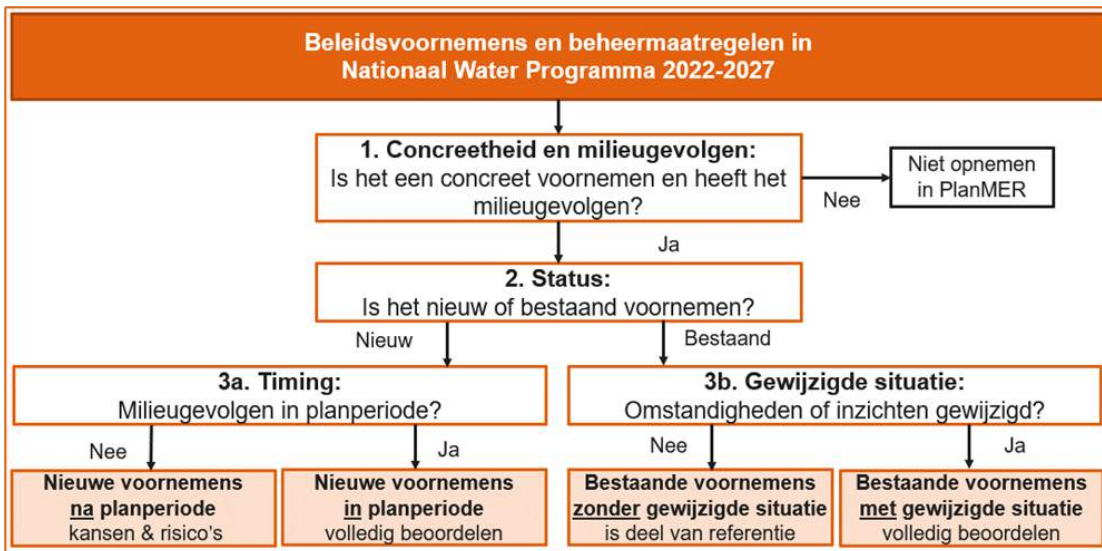 Beleidsvoornemens en beheermaatregelen in
Nationaal Water Programma 2022-2027
1. Concreetheid en milieugevolgen:
Is het een concreet voornemen en heeft het
milieugevolgen?
Nee
Niet opnemen
in PlanMER
Ja
2. Status:
Is het nieuw of bestaand voornemen?
Nieuw
Bestaand
3a. Timing:
Milieugevolgen in planperiode?
3b. Gewijzigde situatie:
Omstandigheden of inzichten gewijzigd?
Nee
Ja
Nee
Ja
Nieuwe voornemens
na planperiode
kansen & risico's
Nieuwe voornemens
in planperiode
volledig beoordelen
Bestaande voornemens
zonder gewijzigde situatie
is deel van referentie
Bestaande voornemens
met gewijzigde situatie
volledig beoordelen